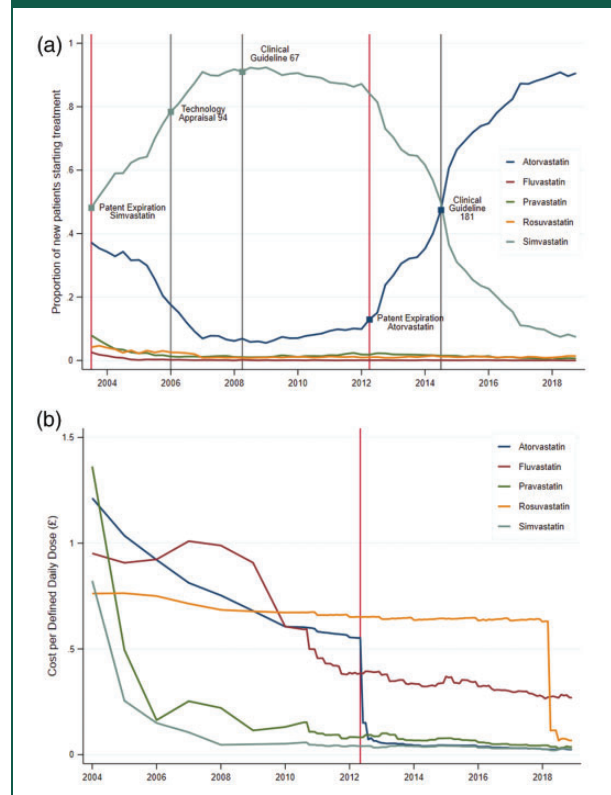 (a)
1
.8
.6
.4
.2
0
Proportion of new patients starting treatment
Clinical
Guideline 67
Technology
Appraisal 94
Patent Expiration
Simvastatin
Clinical
Guideline
181
Patent Expiration
Atorvastatin
Atorvastatin
Fluvastatin
Pravastatin
Rosuvastatin
Simvastatin
2004 2006 2008 2010 2012 2014 2016 2018
(b)
1.5
1
.5
0
Cost per Defined Daily Dose (£)
Atorvastatin
Fluvastatin
Pravastatin
Rosuvastatin
Simvastatin
2004 2006 2008 2010 2012 2014 2016 2018